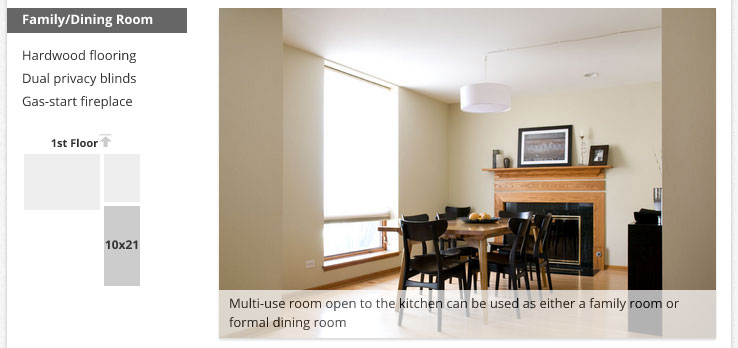 Family/Dining Room
Hardwood flooring
Dual privacy blinds
Gas-start fireplace
1st Floor
10x21
Multi-use room open to the kitchen can be used as either a family room or
formal dining room